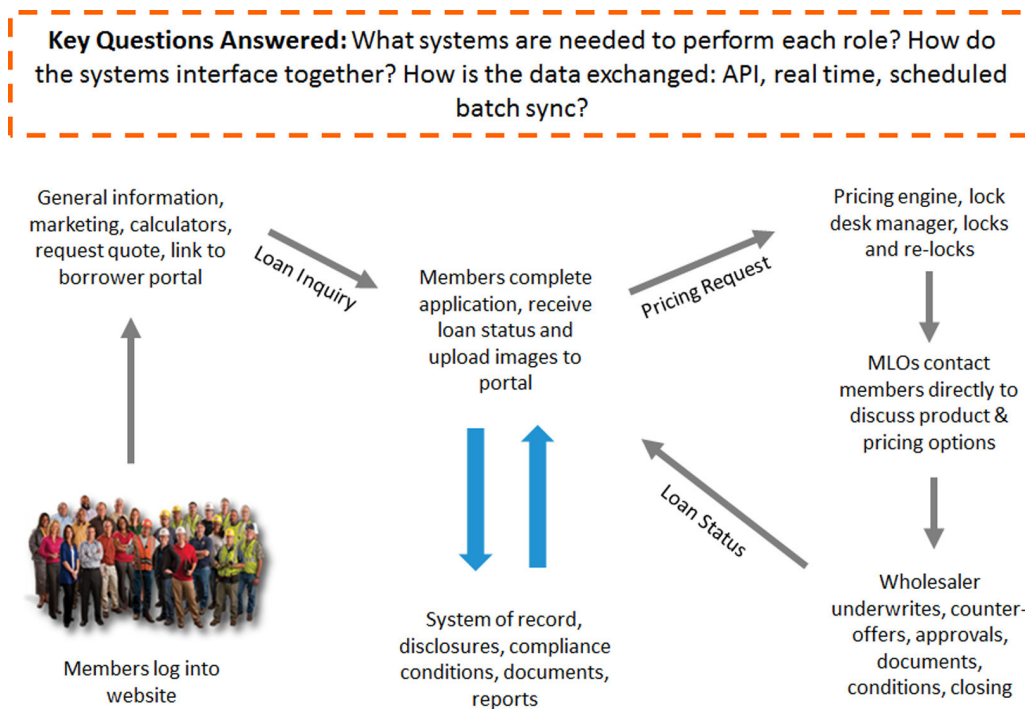 Key Questions Answered: What systems are needed to perform each role? How do
the systems interface together? How is the data exchanged: API, real time, scheduled
batch sync?
General information,
marketing, calculators,
request quote, link to
borrower portal
Loan Inquiry
Members complete
application, receive
loan status and
upload images to
portal
Pricing Request
Pricing engine, lock
desk manager, locks
and re-locks
MLOs contact
members directly to
discuss product &
pricing options
Loan Status
Members log into
website
System of record,
disclosures, compliance
conditions, documents,
reports
Wholesaler
underwrites, counter-
offers, approvals,
documents,
conditions, closing